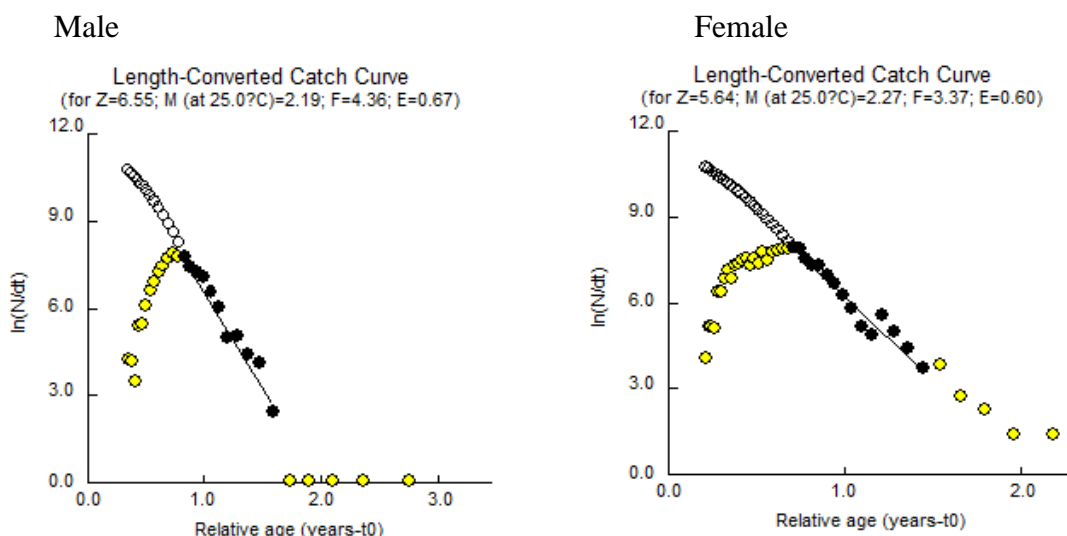 Male
Length-Converted Catch Curve
(for Z=6.55; M (at 25.0?C)=2.19; F=4.36; E=0.67)
12.0
9.0
6.0
3.0
0.0
ln(N/dt)
0.0 1.0 2.0 3.0
Relative age (years-t0)
Female
Length-Converted Catch Curve
(for Z=5.64; M (at 25.0?C)=2.27; F=3.37; E=0.60)
12.0
9.0
6.0
3.0
0.0
ln(N/dt)
0.0 1.0 2.0
Relative age (years-t0)